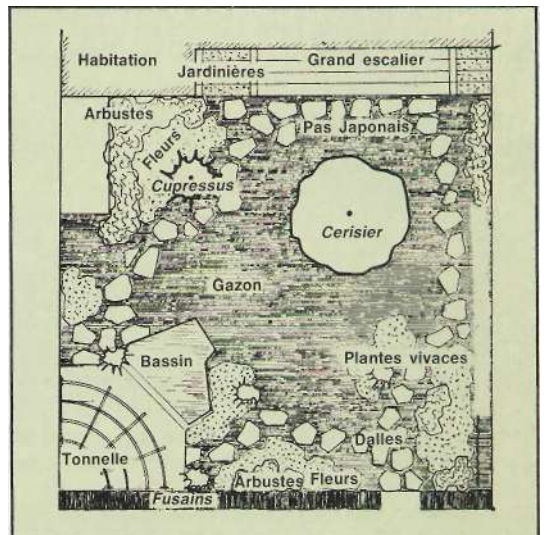 Habitation
Grand escalier
Jardinières
Arbustes
Pas Japonais
Fleurs
Cupressus
Cerisier
Gazon
Bassin
Plantes vivaces
Dalles
Tonnelle
Arbustes Fleurs
Fusains